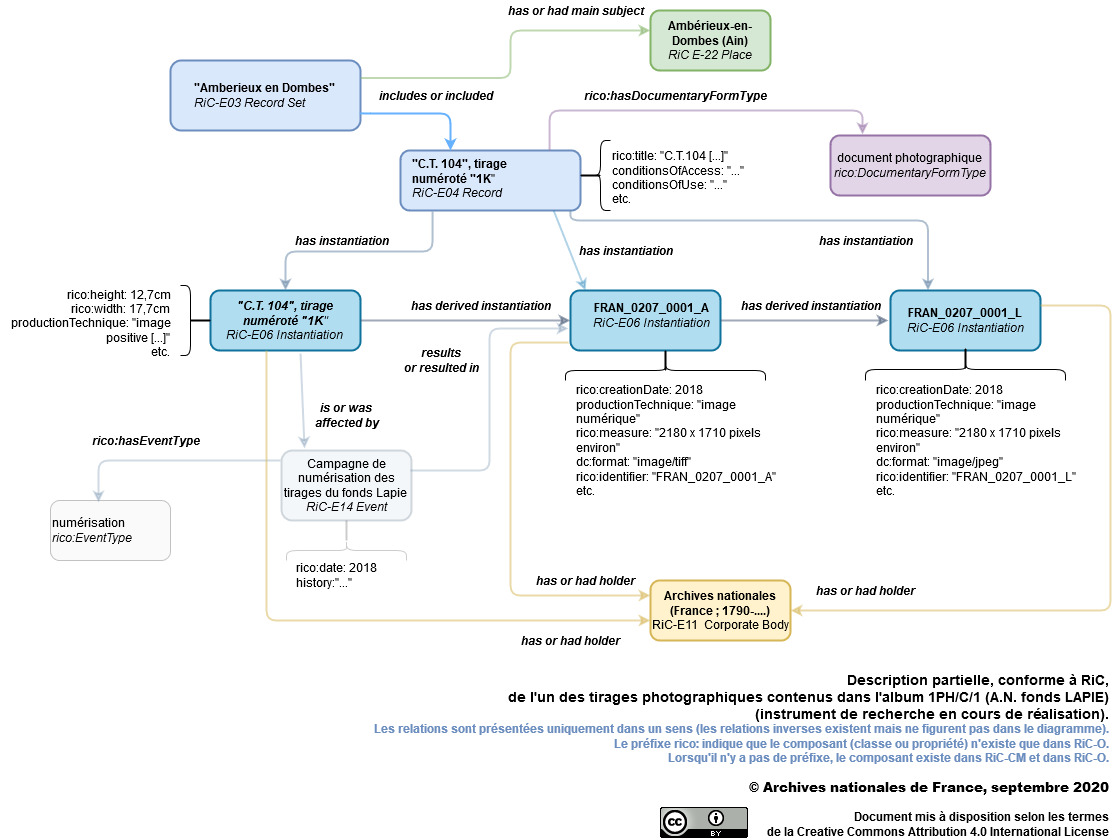 has or had main subject
Ambérieux-en-
Dombes (Ain)
RiC E-22 Place
"Amberieux en Dombes"
RiC-E03 Record Set
includes or included
rico:hasDocumentaryFormType
"C.T. 104", tirage
numéroté "1K"
RiC-E04 Record
rico:title: "C.T.104 [...]"
conditionsOfAccess: "..."
conditionsOfUse: "..."
etc.
document photographique
rico:DocumentaryFormType
has instantiation
has instantiation
has instantiation
rico:height: 12,7cm
rico:width: 17,7cm
productionTechnique: "image
positive [...]"
etc.
"C.T. 104", tirage
numéroté "1K"
RiC-E06 Instantiation
has derived instantiation
FRAN_0207_0001_A
RiC-E06 Instantiation
has derived instantiation
FRAN_0207_0001_L
RiC-E06 Instantiation
results
or resulted in
is or was
affected by
rico:creationDate: 2018
productionTechnique: "image
numérique"
rico:measure: "2180 x 1710 pixels
environ"
dc:format: "image/tiff"
rico:identifier: "FRAN_0207_0001_A"
etc.
rico:creationDate: 2018
productionTechnique: "image
numérique"
rico:measure: "2180 x 1710 pixels
environ"
dc:format: "image/jpeg"
rico:identifier: "FRAN_0207_0001_L"
etc.
rico:hasEventType
Campagne de
numérisation des
tirages du fonds Lapie
RiC-E14 Event
numérisation
rico:EventType
rico:date: 2018
history:"..."
has or had holder
has or had holder
has or had holder
Archives nationales
(France ; 1790-....)
RiC-E11  Corporate Body
Description partielle, conforme à RiC,
de l'un des tirages photographiques contenus dans l'album 1PH/C/1 (A.N. fonds LAPIE)
(instrument de recherche en cours de réalisation).
Les relations sont présentées uniquement dans un sens (les relations inverses existent mais ne figurent pas dans le diagramme).
Le préfixe rico: indique que le composant (classe ou propriété) n'existe que dans RiC-O.
Lorsqu'il n'y a pas de préfixe, le composant existe dans RiC-CM et dans RiC-O.
© Archives nationales de France, septembre 2020
cc BY
Document mis à disposition selon les termes
de la Creative Commons Attribution 4.0 International License